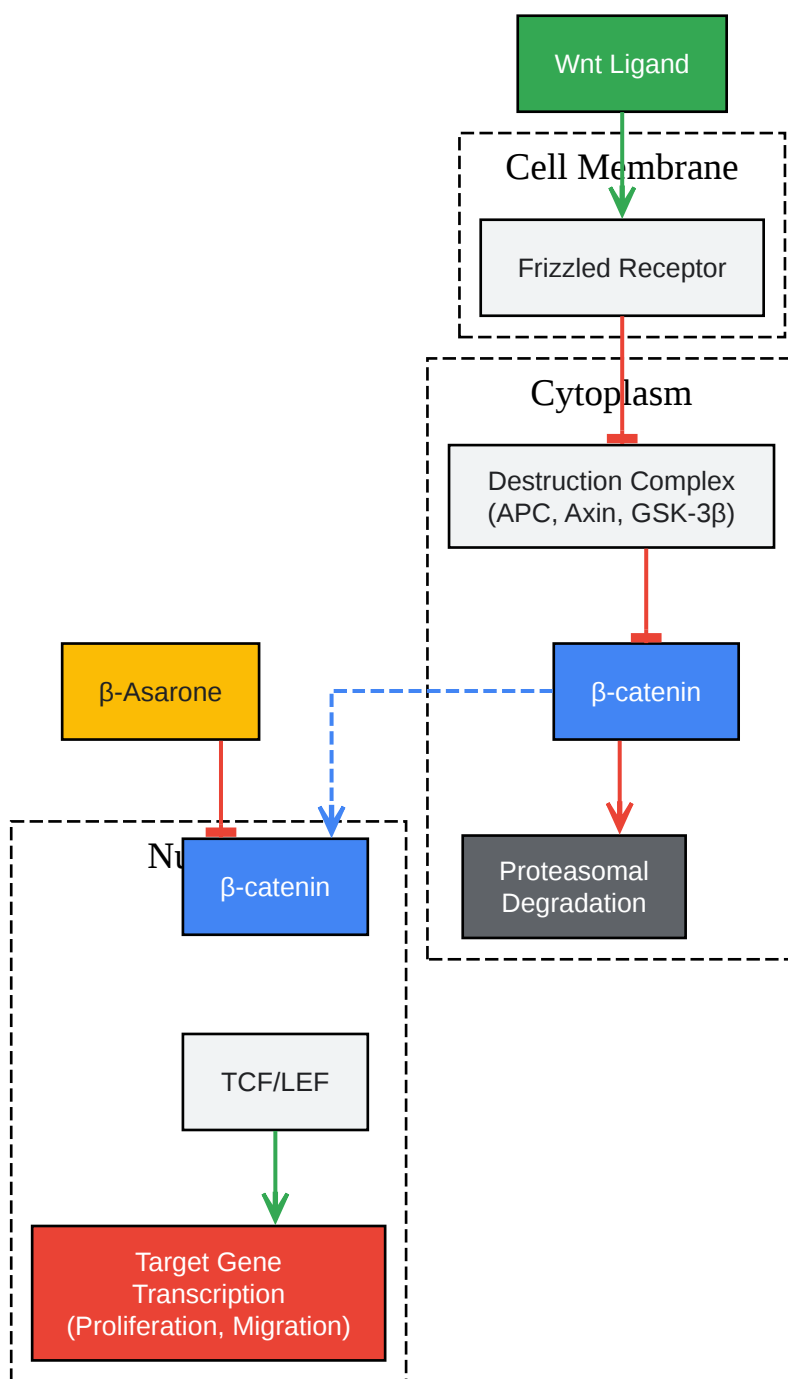 Wnt Ligand
Cell Membrane
Frizzled Receptor
Cytoplasm
Destruction Complex
(APC, Axin, GSK-3β)
β-Asarone
β-catenin
β-catenin
Proteasomal
Degradation
TCF/LEF
Target Gene
Transcription
(Proliferation, Migration)